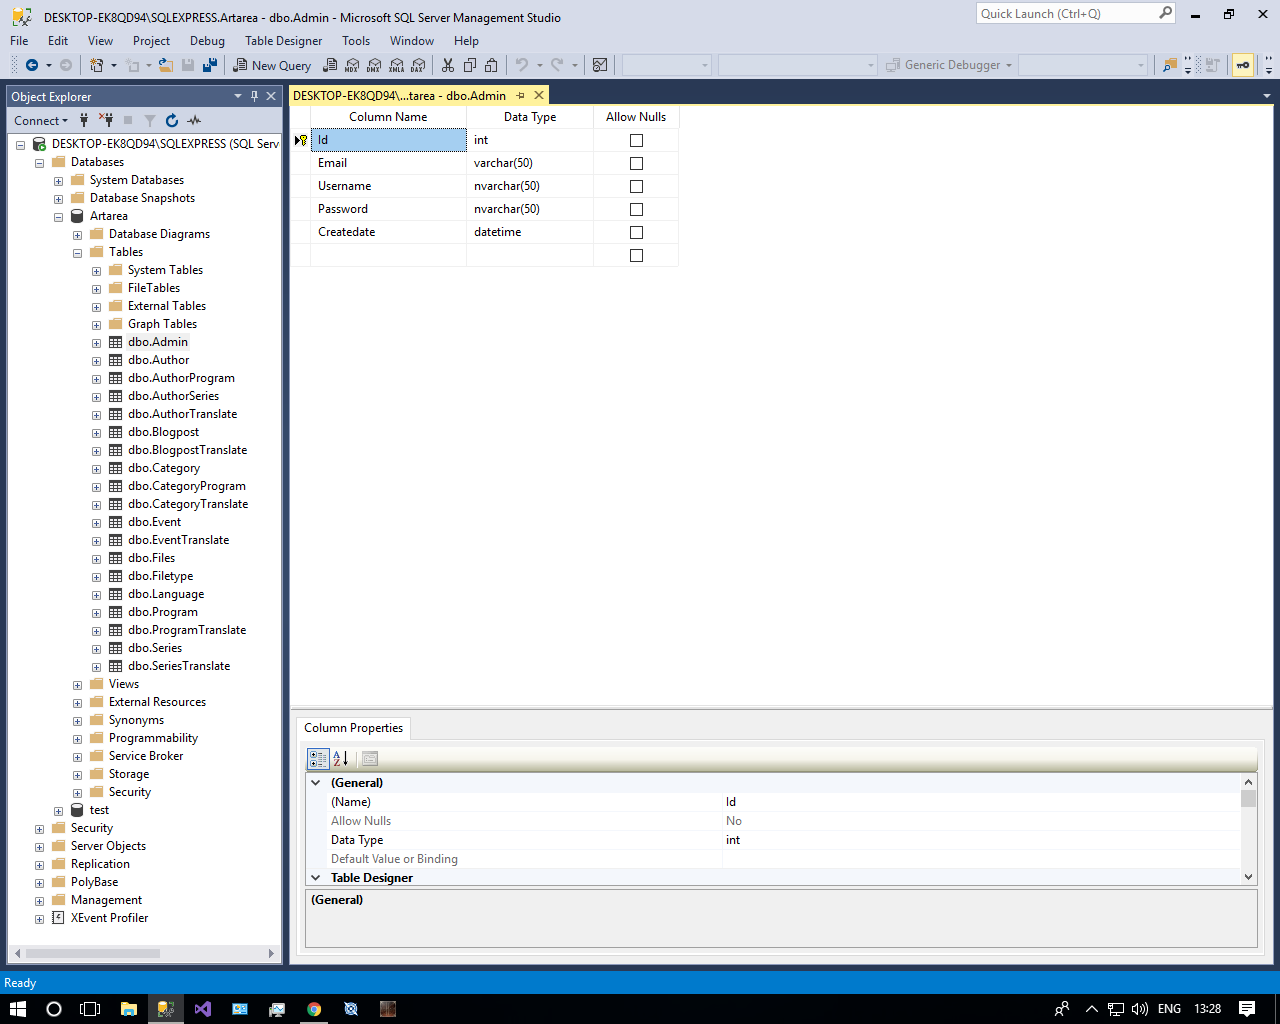 DESKTOP-EK8QD94\SQLEXPRESS.Artarea - dbo.Admin - Microsoft SQL Server Management Studio
Quick Launch (Ctrl+Q)
File Edit View Project Debug Table Designer Tools Window Help
New Query MDX DMX XMLA DAX Generic Debugger
Object Explorer
Connect
DESKTOP-EK8QD94\SQLEXPRESS (SQL Serv
Databases
System Databases
Database Snapshots
Artarea
Database Diagrams
Tables
System Tables
FileTables
External Tables
Graph Tables
dbo.Admin
dbo.Author
dbo.AuthorProgram
dbo.AuthorSeries
dbo.AuthorTranslate
dbo.Blogpost
dbo.BlogpostTranslate
dbo.Category
dbo.CategoryProgram
dbo.CategoryTranslate
dbo.Event
dbo.EventTranslate
dbo.Files
dbo.Filetype
dbo.Language
dbo.Program
dbo.ProgramTranslate
dbo.Series
dbo.SeriesTranslate
Views
External Resources
Synonyms
Programmability
Service Broker
Storage
Security
test
Security
Server Objects
Replication
PolyBase
Management
XEvent Profiler
DESKTOP-EK8QD94\...tarea - dbo.Admin
Column Name Data Type Allow Nulls
Id int
Email varchar(50)
Username nvarchar(50)
Password nvarchar(50)
Createdate datetime
Column Properties
(General)
(Name) Id
Allow Nulls No
Data Type int
Default Value or Binding
Table Designer
(General)
Ready
ENG 13:28